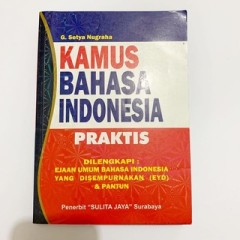 G. Setya Nugraha
KAMUS
BAHASA
INDONESIA
PRAKTIS
DILENGKAPI :
EJAAN UMUM BAHASA INDONESIA
YANG DISEMPURNAKAN (EYD)
& PANTUN
Penerbit "SULITA JAYA" Surabaya